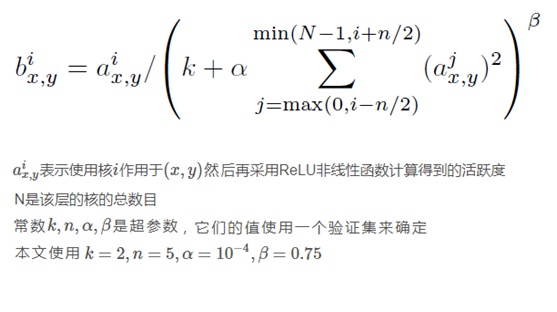 b^i_{x,y} = a^i_{x,y} / ( k + α ∑_{j=max(0,i−n/2)}^{min(N−1,i+n/2)} (a^j_{x,y})^2 )^β
a^i_{x,y}表示使用核i作用于(x, y)然后再采用ReLU非线性函数计算得到的活跃度
N是该层的核的总数目
常数k, n, α, β是超参数，它们的值使用一个验证集来确定
本文使用 k = 2, n = 5, α = 10^{−4}, β = 0.75